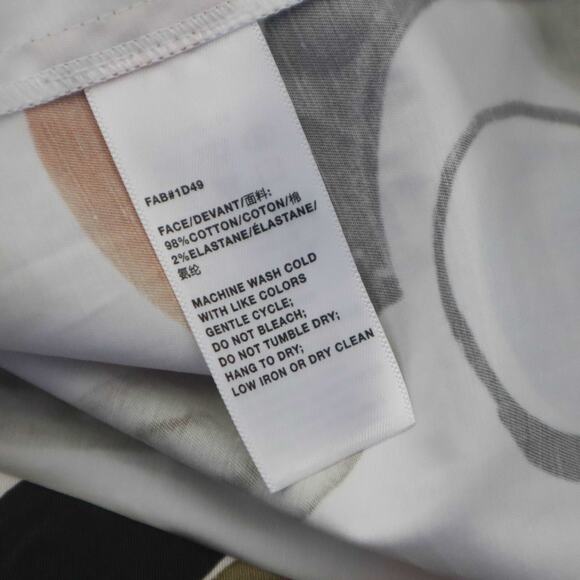 FAB#1D49
FACE/DEVANT/面料:
98%COTTON/COTON/棉
2%ELASTANE/ÉLASTANE/
氨纶
MACHINE WASH COLD
WITH LIKE COLORS
GENTLE CYCLE;
DO NOT BLEACH;
DO NOT TUMBLE DRY;
HANG TO DRY;
LOW IRON OR DRY CLEAN